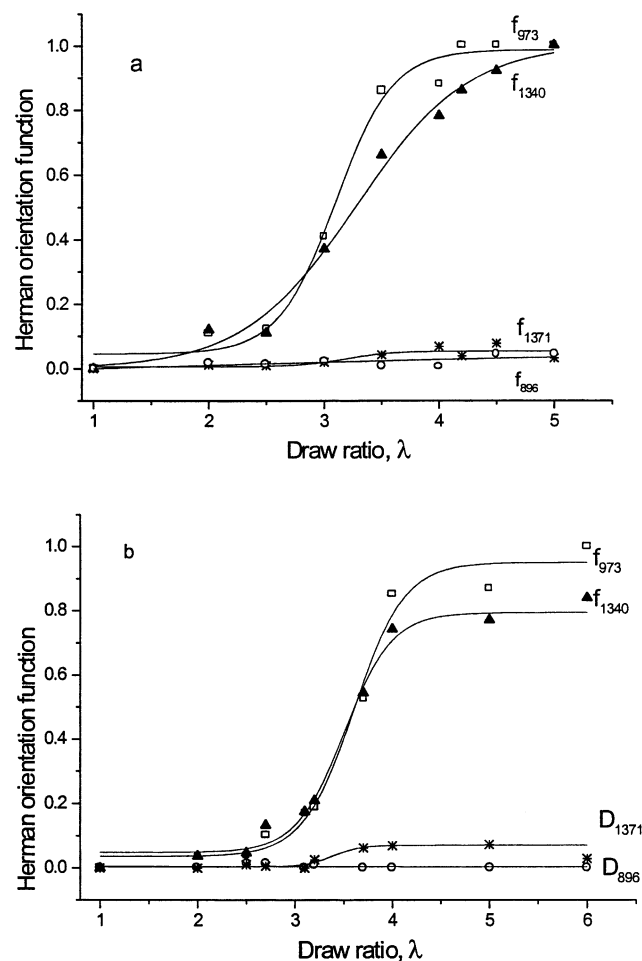 a
f973
f1340
f1371
f896
Herman orientation function
1.0
0.8
0.6
0.4
0.2
0.0
1 2 3 4 5
Draw ratio, λ
b
f973
f1340
D1371
D896
Herman orientation function
1.0
0.8
0.6
0.4
0.2
0.0
1 2 3 4 5 6
Draw ratio, λ